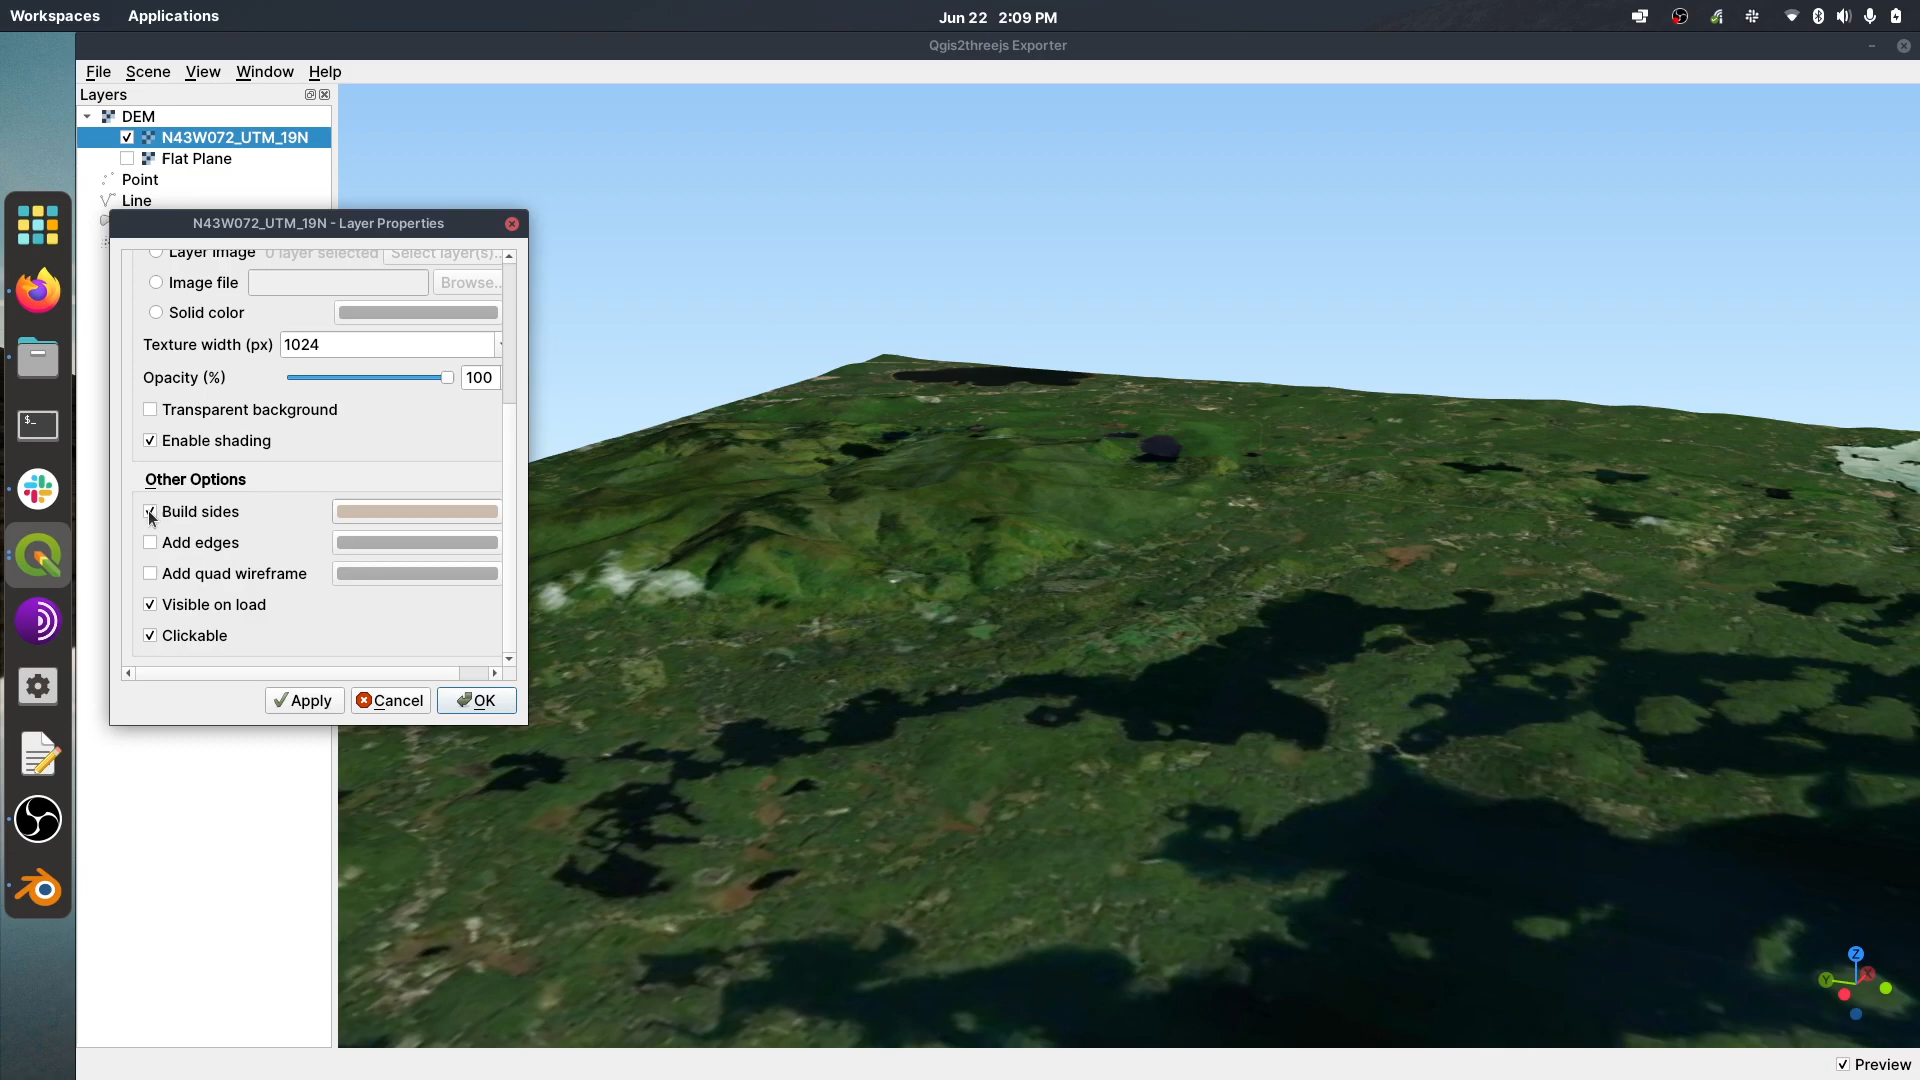 Workspaces Applications Jun 22 2:09 PM
Qgis2threejs Exporter
File Scene View Window Help
Layers
DEM
N43W072_UTM_19N
Flat Plane
Point
Line
N43W072_UTM_19N - Layer Properties
Layer image 0 layer selected Select layer(s)...
Image file Browse..
Solid color
Texture width (px) 1024
Opacity (%) 100
Transparent background
Enable shading
Other Options
Build sides
Add edges
Add quad wireframe
Visible on load
Clickable
Apply Cancel OK
Z
Y
X
Preview